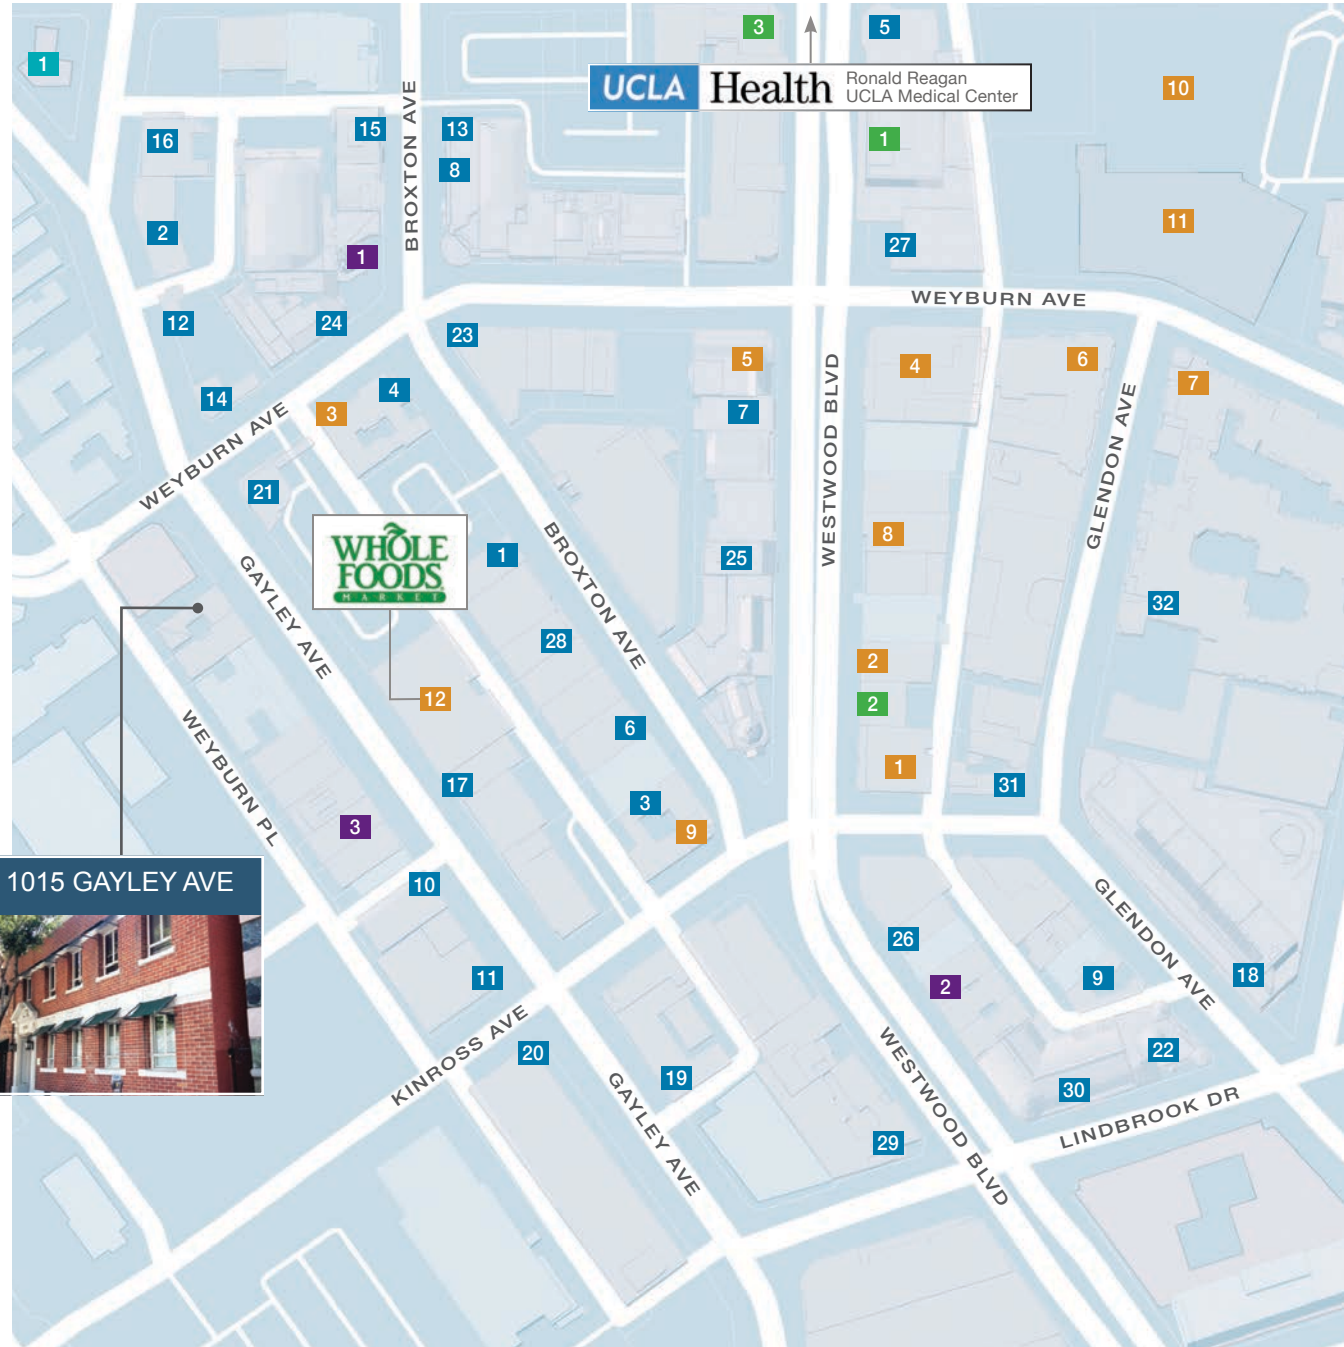 3
5
1
UCLA Health Ronald Reagan
UCLA Medical Center
10
16
15
BROXTON AVE
13
8
1
2
1
11
27
WEYBURN AVE
12
24
23
5
4
6
7
14
3
4
7
WESTWOOD BLVD
GLENDON AVE
WEYBURN AVE
21
WHOLE
FOODS
MARKET
1
BROXTON AVE
25
8
GAYLEY AVE
28
32
12
2
2
WEYBURN PL
6
1
17
3
31
3
9
1015 GAYLEY AVE
10
GLENDON AVE
26
11
2
9
18
KINROSS AVE
20
19
GAYLEY AVE
WESTWOOD BLVD
22
30
LINDBROOK DR
29